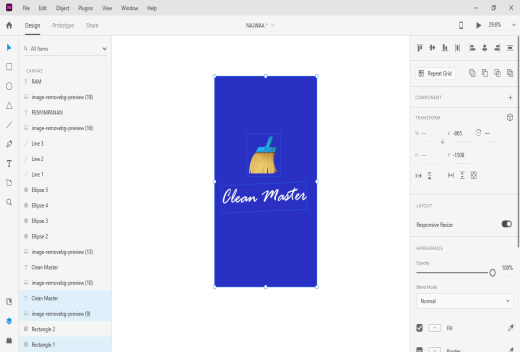 File Edit Object Plugins View Window Help
Design Prototype Share
NAJWAA *
29.8%
All Items
CANVAS
RAM
image-removebg-preview (19)
PENYIMPANAN
image-removebg-preview (16)
Line 3
Line 2
Line 1
Ellipse 5
Ellipse 4
Ellipse 3
Ellipse 2
image-removebg-preview (13)
Clean Master
image-removebg-preview (10)
Clean Master
image-removebg-preview (9)
Rectangle 2
Rectangle 1
Clean Master
Repeat Grid
COMPONENT
TRANSFORM
W
X -865
H
Y -1500
LAYOUT
Responsive Resize
APPEARANCE
Opacity
100%
Blend Mode
Normal
Fill
Border